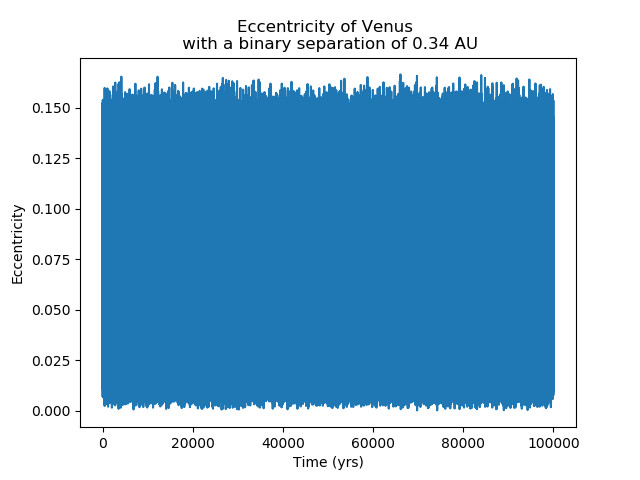 Eccentricity of Venus
with a binary separation of 0.34 AU
0.150
0.125
0.100
0.075
0.050
0.025
0.000
Eccentricity
0 20000 40000 60000 80000 100000
Time (yrs)